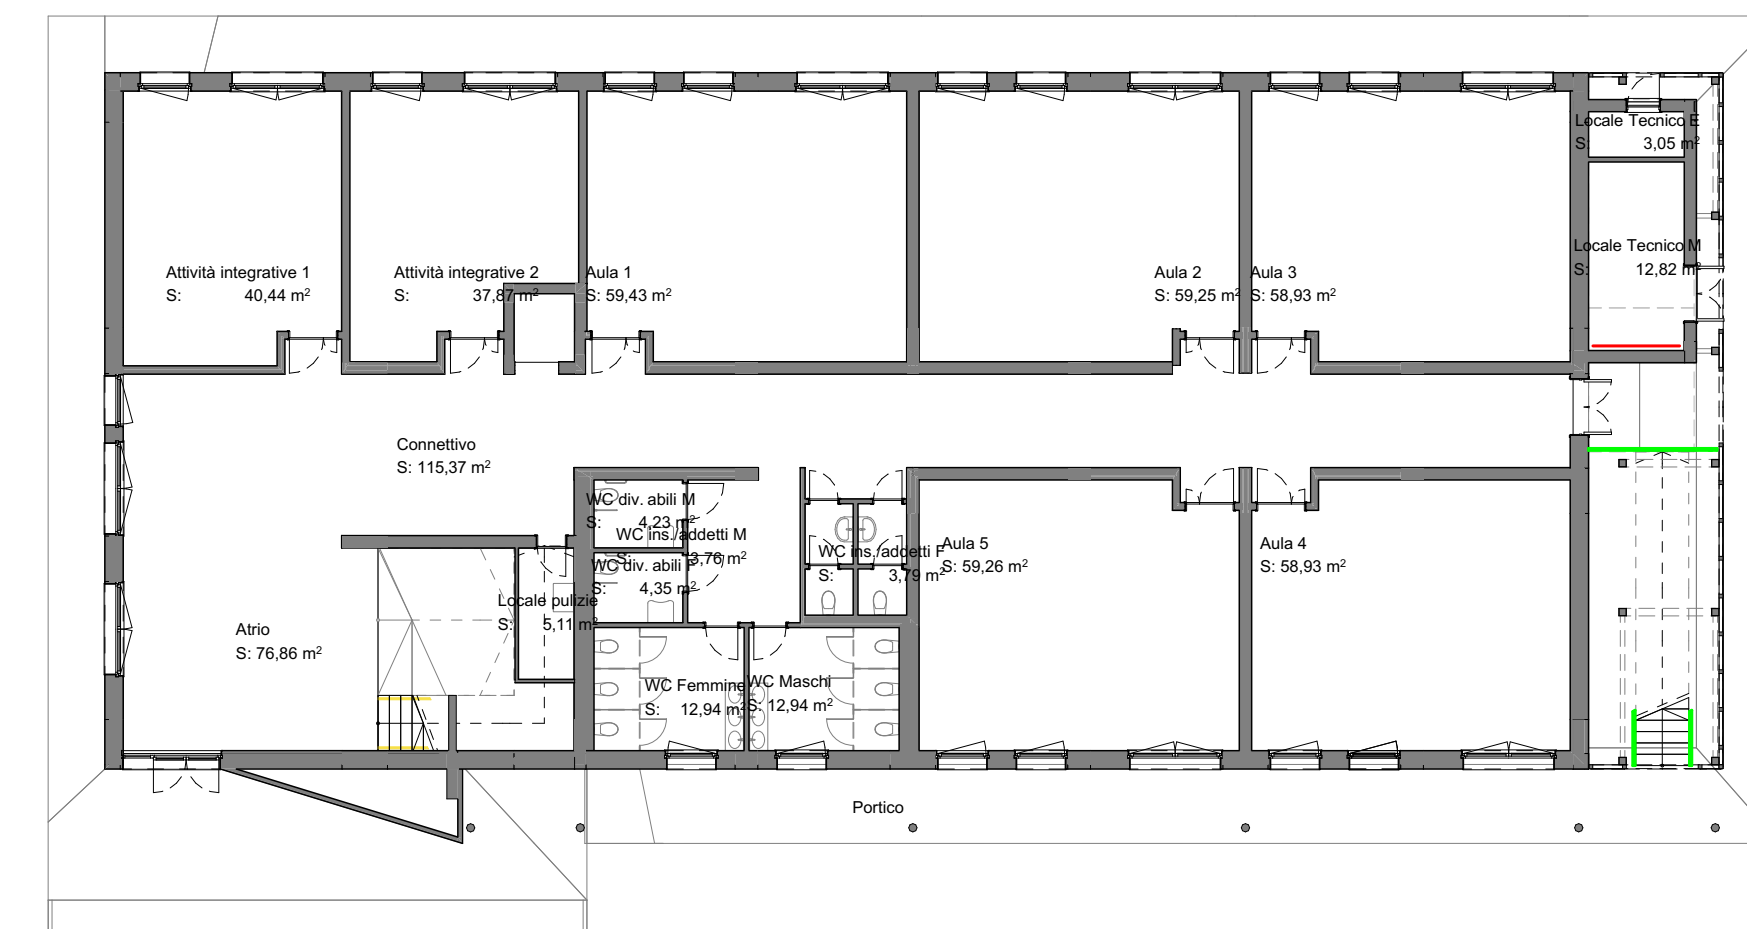 Locale Tecnico E
S: 3,05 m²
Locale Tecnico M
S: 12,82 m²
Attività integrative 1
S: 40,44 m²
Attività integrative 2
S: 37,87 m²
Aula 1
S: 59,43 m²
Aula 2
S: 59,25 m²
Aula 3
S: 58,93 m²
Connettivo
S: 115,37 m²
WC div. abili M
S: 4,23 m²
WC ins./addetti M
S: 3,76 m²
WC div. abili F
S: 4,35 m²
WC ins./addetti F
S: 3,79 m²
Aula 5
S: 59,26 m²
Aula 4
S: 58,93 m²
Locale pulizie
S: 5,11 m²
Atrio
S: 76,86 m²
WC Femmine
S: 12,94 m²
WC Maschi
S: 12,94 m²
Portico